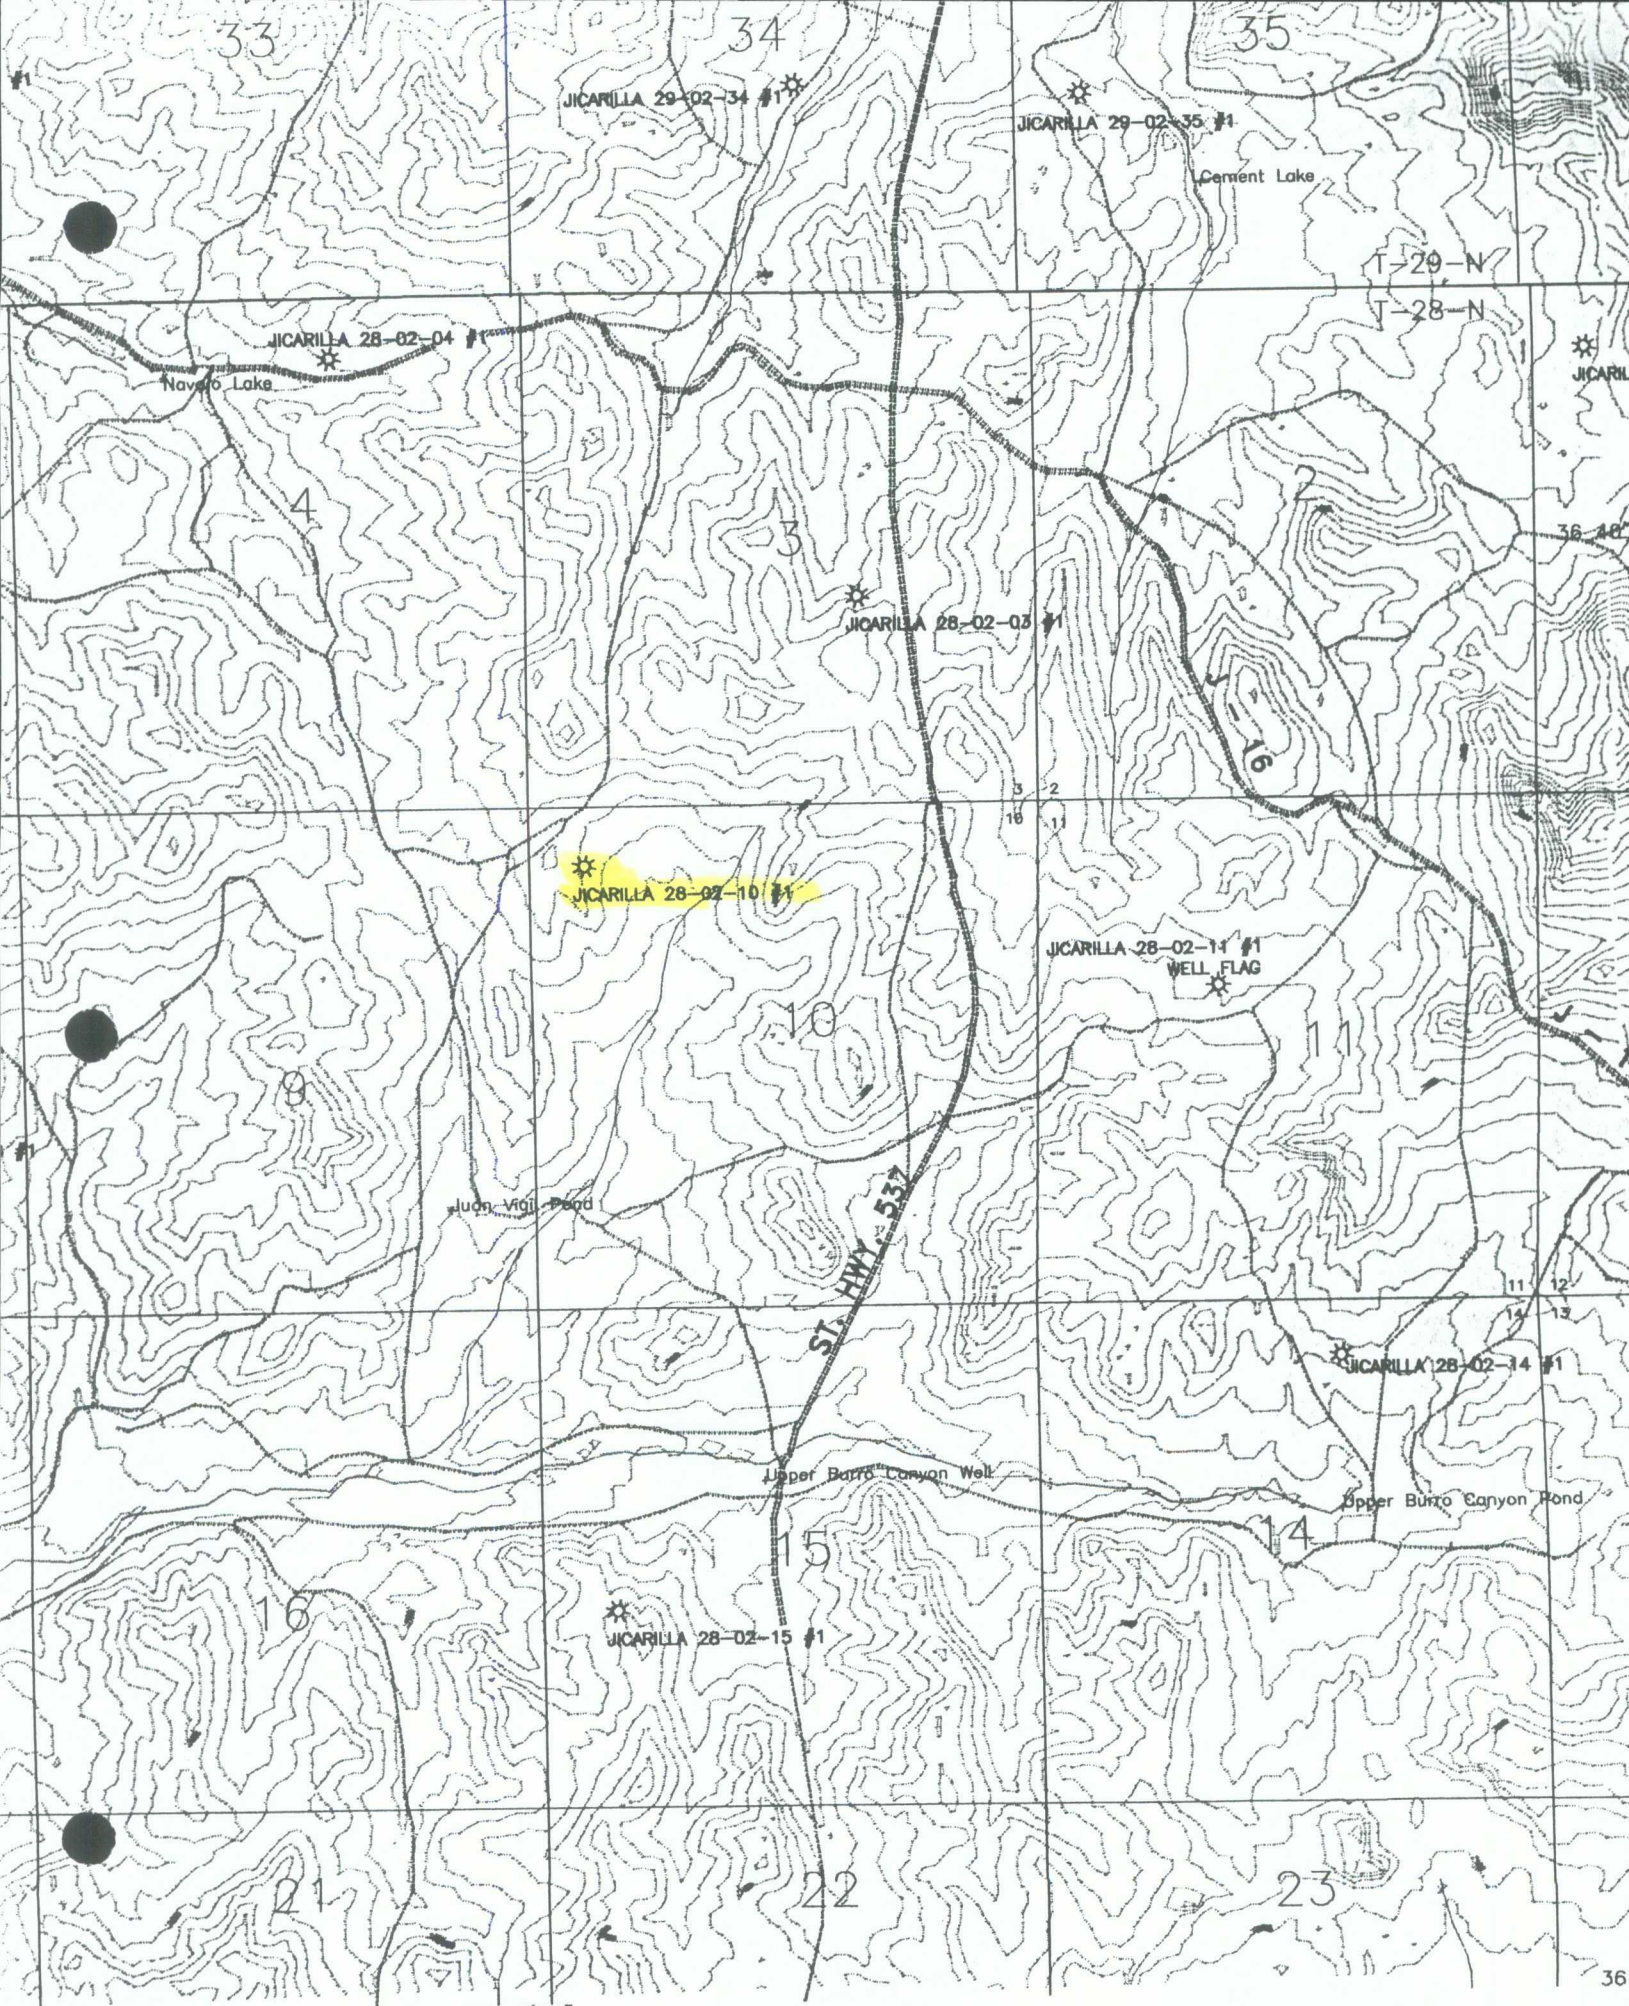 33
34
35
#1
JICARILLA 29-02-34 #1
JICARILLA 29-02-35 #1
Cement Lake
T-29-N
T-28-N
JICARILLA 28-02-04 #1
Navajo Lake
JICARIL
4
3
2
36 48'
JICARILLA 28-02-03 #1
J-16
3 2
10 11
JICARILLA 28-02-10 #1
JICARILLA 28-02-11 #1
WELL FLAG
10
11
J-1
9
#1
Juan Vigil Pond
ST. HWY. 537
11 12
14 13
JICARILLA 28-02-14 #1
Upper Burro Canyon Well
Upper Burro Canyon Pond
15
14
16
JICARILLA 28-02-15 #1
21
22
23
36